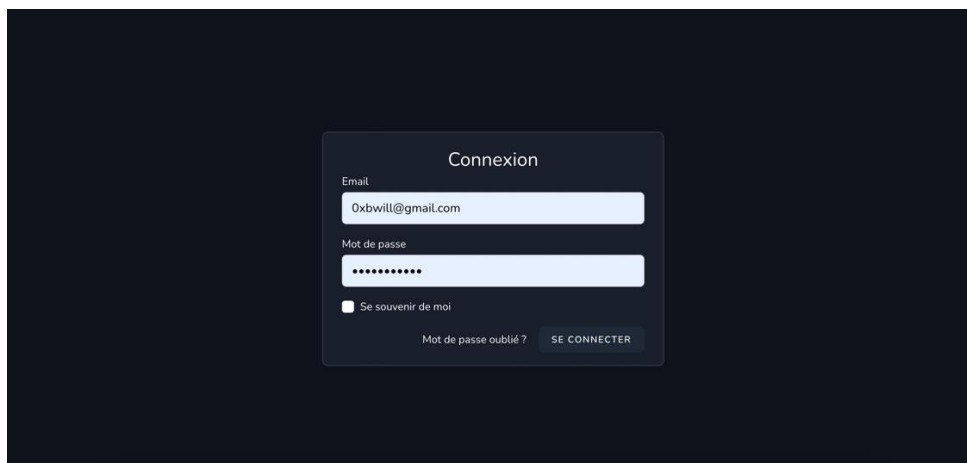 Connexion
Email
0xbwill@gmail.com
Mot de passe
•••••••••••
Se souvenir de moi
Mot de passe oublié ? SE CONNECTER